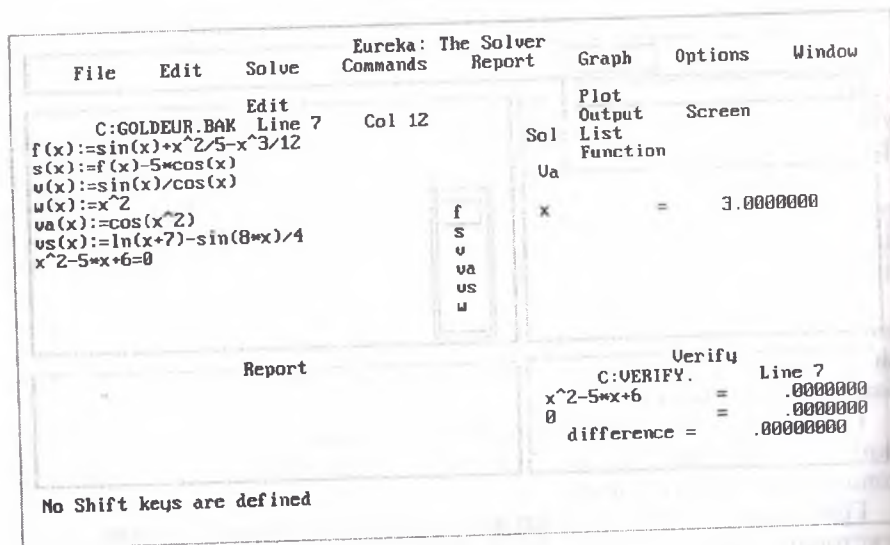 Eureka: The Solver
File Edit Solve Commands Report Graph Options Window
Edit
C:GOLDEUR.BAK Line 7 Col 12
f(x):=sin(x)+x^2/5-x^3/12
s(x):=f(x)-5*cos(x)
v(x):=sin(x)/cos(x)
w(x):=x^2
va(x):=cos(x^2)
vs(x):=ln(x+7)-sin(8*x)/4
x^2-5*x+6=0
f
s
v
va
vs
w
Plot
Output Screen
List
Function
Sol
Va
x = 3.0000000
Report
Verify
C:VERIFY. Line 7
x^2-5*x+6 = .0000000
0 = .0000000
difference = .00000000
No Shift keys are defined